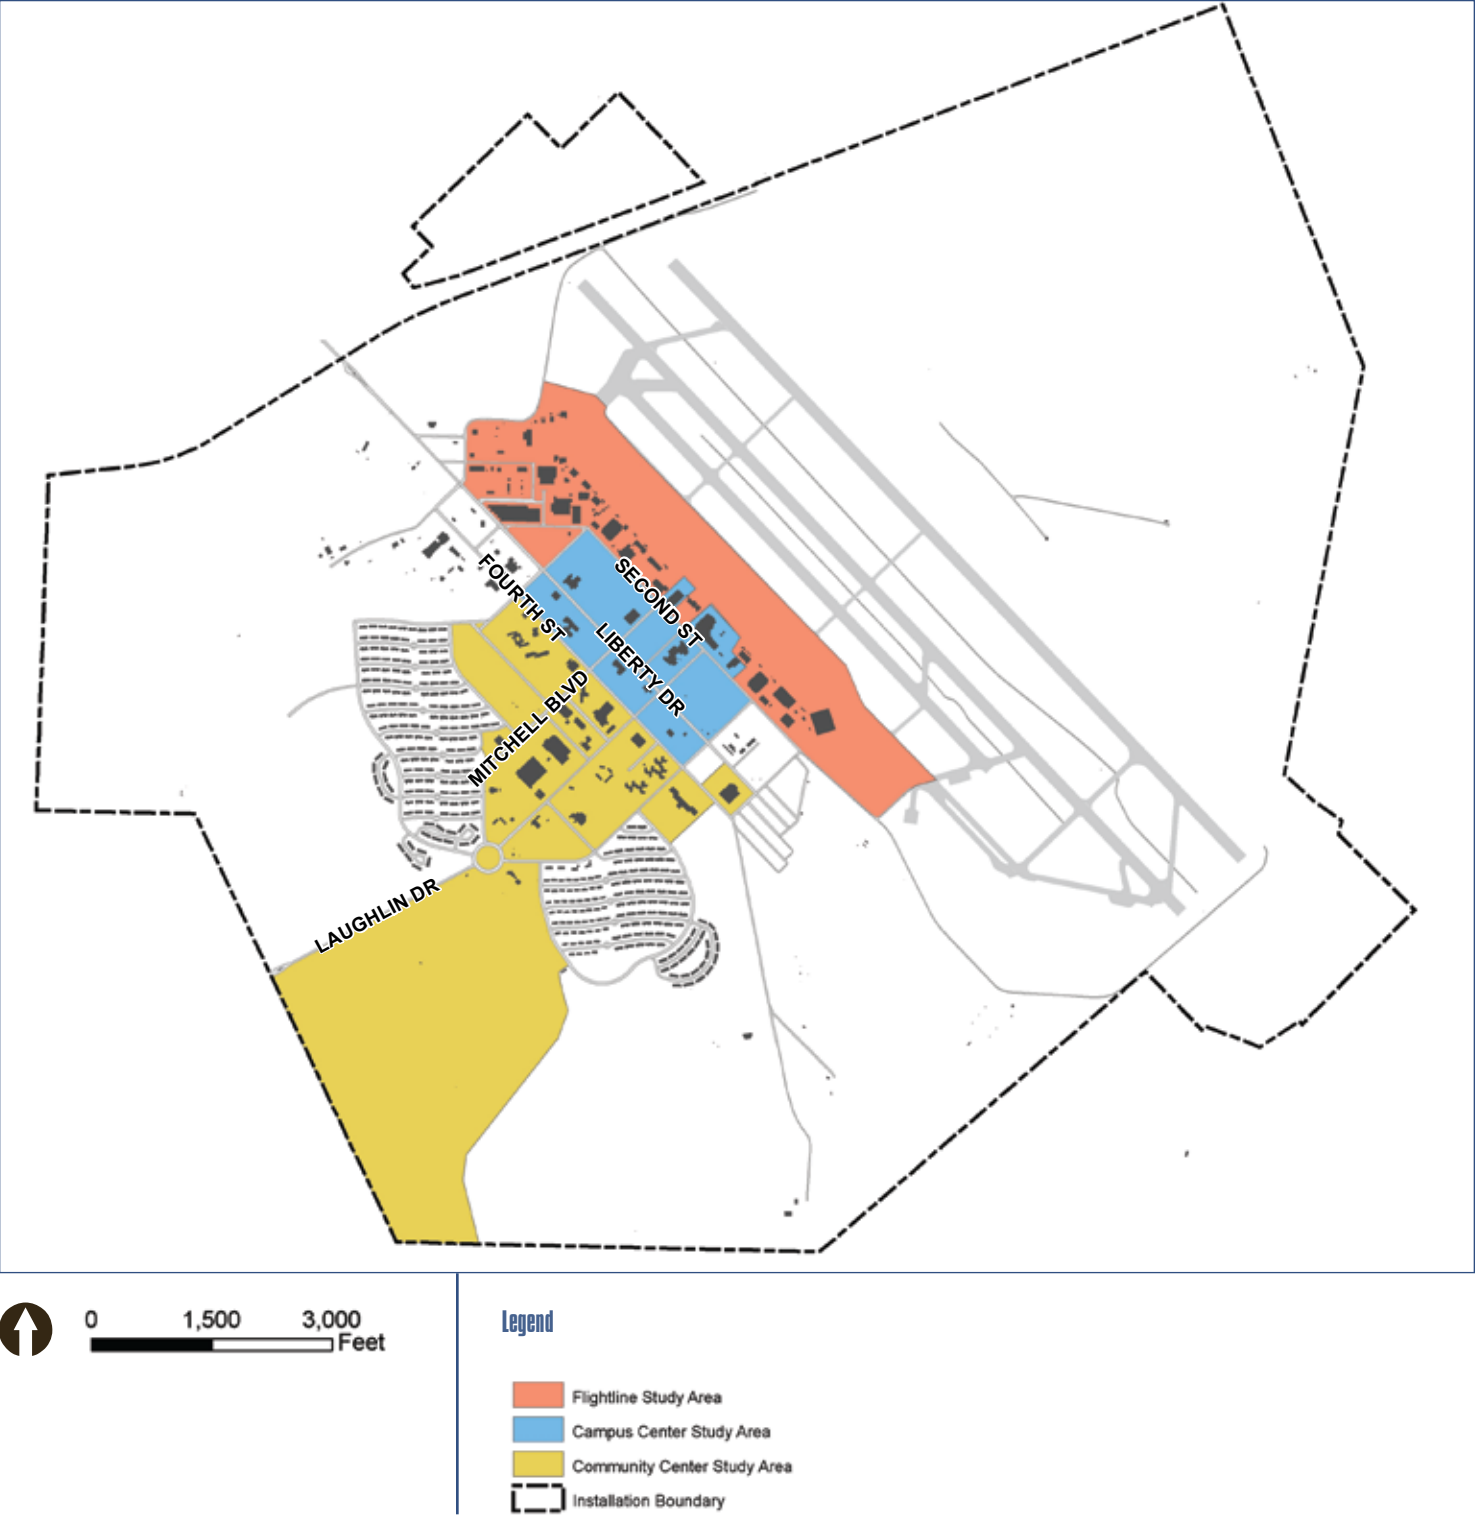 SECOND ST
FOURTH ST
LIBERTY DR
MITCHELL BLVD
LAUGHLIN DR
0 1,500 3,000
Feet
Legend
Flightline Study Area
Campus Center Study Area
Community Center Study Area
Installation Boundary